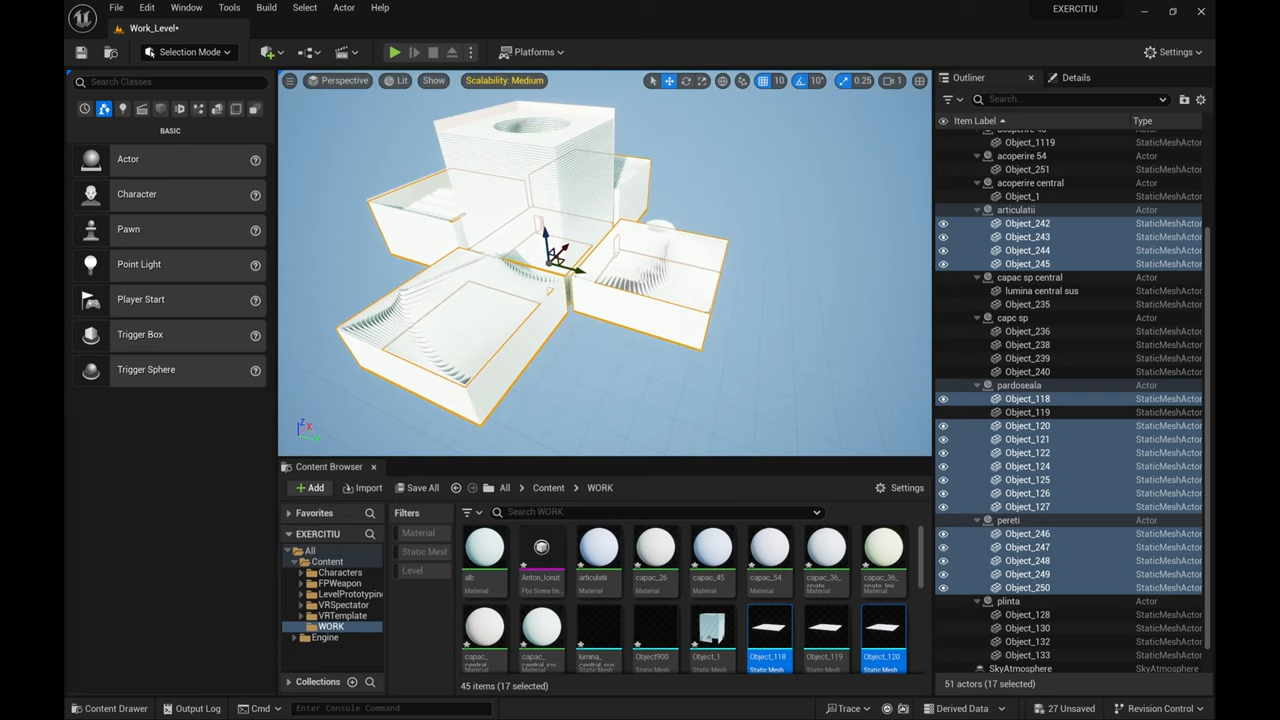 File Edit Window Tools Build Select Actor Help
EXERCITIU
Work_Level*
Selection Mode
Platforms
Settings
Search Classes
BASIC
Actor
Character
Pawn
Point Light
Player Start
Trigger Box
Trigger Sphere
Perspective Lit Show Scalability: Medium 10 10° 0.25 1
Outliner Details
Search...
Item Label Type
Object_1119 StaticMeshActor
acoperire 54 Actor
Object_251 StaticMeshActor
acoperire central Actor
Object_1 StaticMeshActor
articulatii Actor
Object_242 StaticMeshActor
Object_243 StaticMeshActor
Object_244 StaticMeshActor
Object_245 StaticMeshActor
capac sp central Actor
lumina central sus StaticMeshActor
Object_235 StaticMeshActor
capc sp Actor
Object_236 StaticMeshActor
Object_238 StaticMeshActor
Object_239 StaticMeshActor
Object_240 StaticMeshActor
pardoseala Actor
Object_118 StaticMeshActor
Object_119 StaticMeshActor
Object_120 StaticMeshActor
Object_121 StaticMeshActor
Object_122 StaticMeshActor
Object_124 StaticMeshActor
Object_125 StaticMeshActor
Object_126 StaticMeshActor
Object_127 StaticMeshActor
pereti Actor
Object_246 StaticMeshActor
Object_247 StaticMeshActor
Object_248 StaticMeshActor
Object_249 StaticMeshActor
Object_250 StaticMeshActor
plinta Actor
Object_128 StaticMeshActor
Object_130 StaticMeshActor
Object_132 StaticMeshActor
Object_133 StaticMeshActor
SkyAtmosphere SkyAtmosphere
51 actors (17 selected)
Z X Y
Content Browser
Add Import Save All All Content WORK Settings
Favorites
EXERCITIU
All
Content
Characters
FPWeapon
LevelPrototypin
VRSpectator
VRTemplate
WORK
Engine
Collections
Filters
Material
Static Mesh
Level
Search WORK
alb Anton_Ionut articulatii capac_26 capac_45 capac_54 capac_36_ capac_36_
Material Fbx Scene Im Material Material Material Material Material Material
capac_ capac_ lumina_ Object900 Object_1 Object_118 Object_119 Object_120
Static Mesh Static Mesh Static Mesh
45 items (17 selected)
Content Drawer Output Log Cmd Enter Console Command
Trace Derived Data 27 Unsaved Revision Control